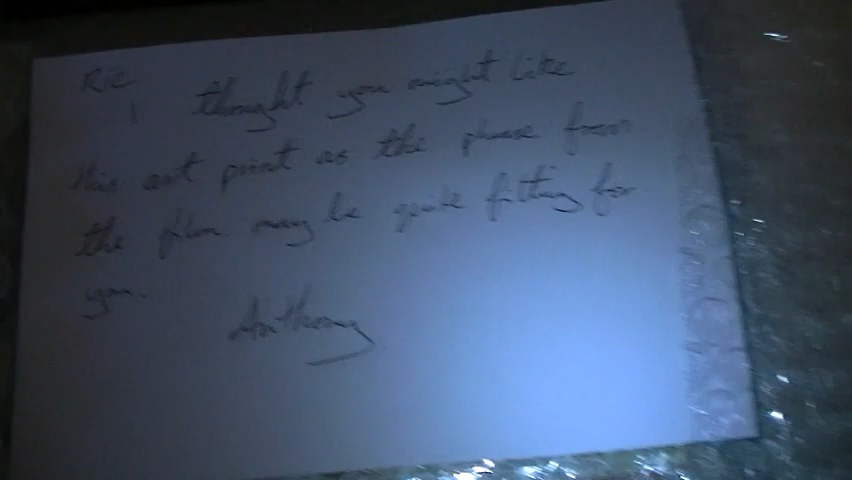 Ric
I thought you might like
this art print as the phrase from
the film may be quite fitting for
you.
Anthony